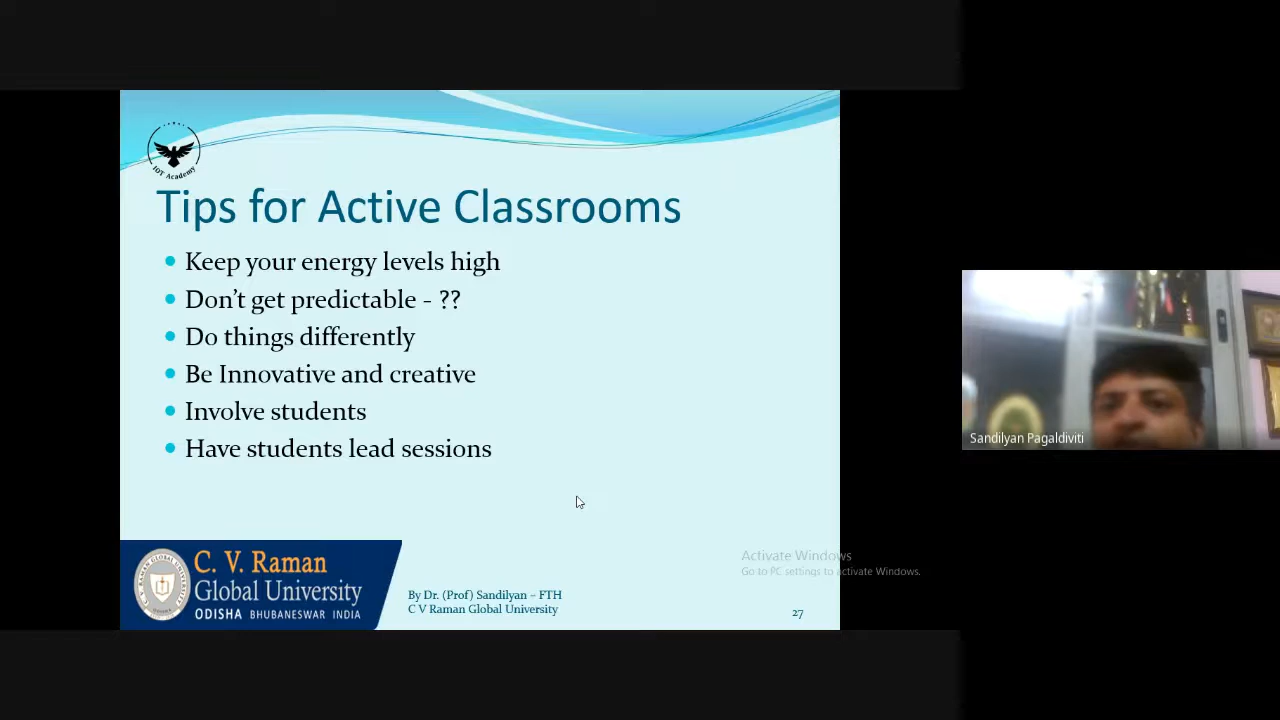 IOT Academy
Tips for Active Classrooms
Keep your energy levels high
Don't get predictable - ??
Do things differently
Be Innovative and creative
Involve students
Have students lead sessions
C. V. Raman
Global University
ODISHA BHUBANESWAR INDIA
By Dr. (Prof) Sandilyan – FTH
C V Raman Global University
27
Activate Windows
Go to PC settings to activate Windows.
Sandilyan Pagaldiviti